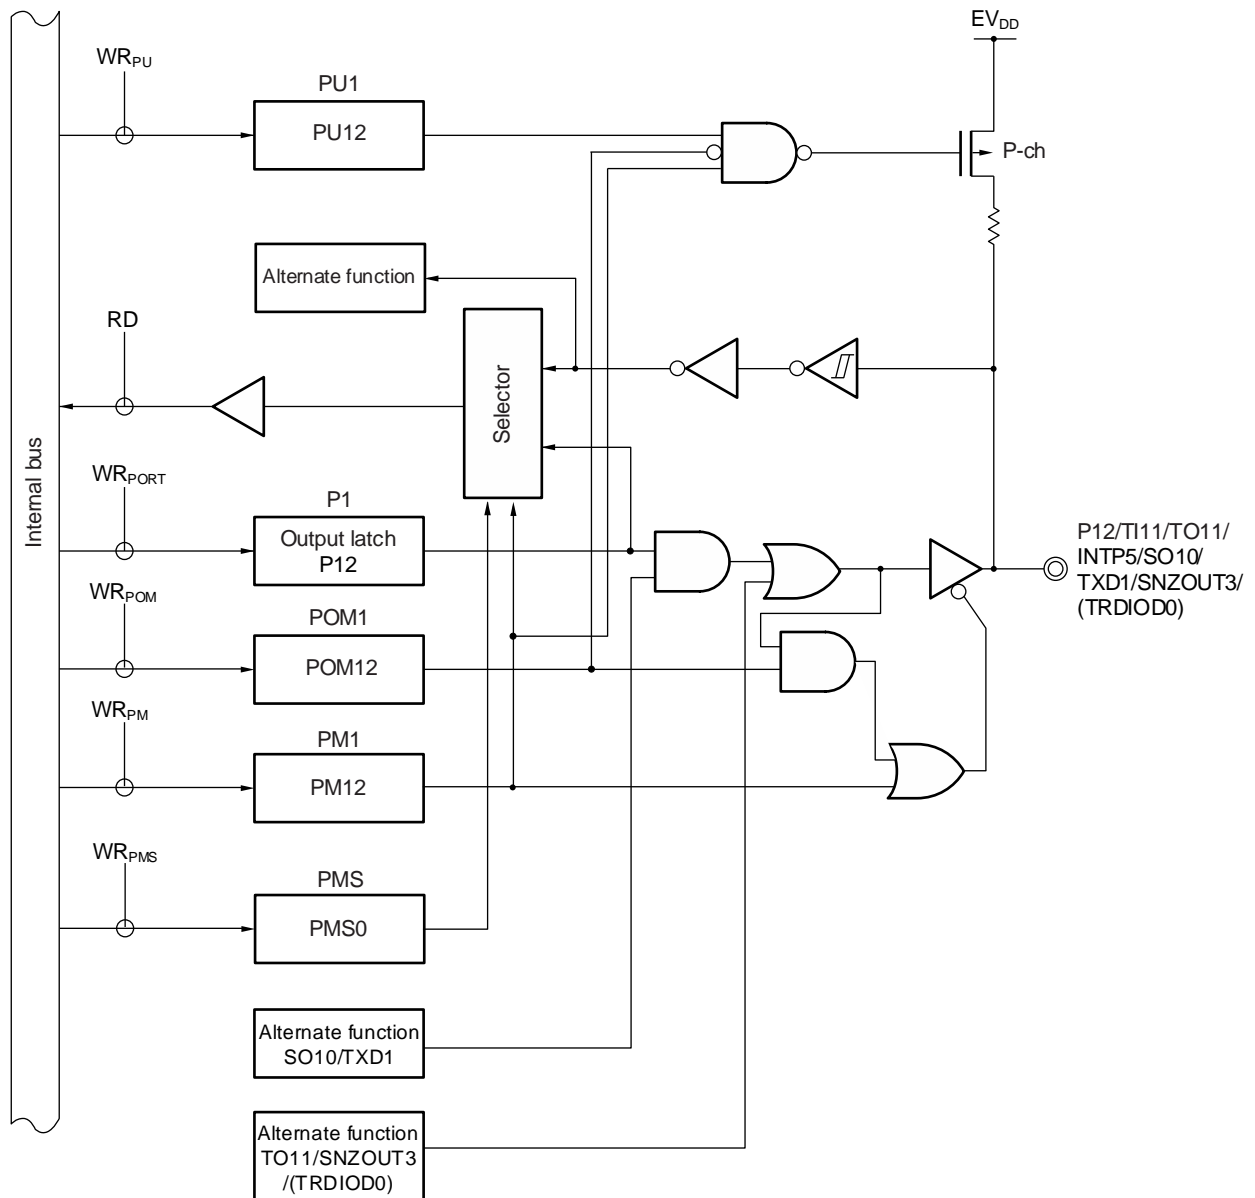 EVDD
WRPU
PU1
PU12
P-ch
Alternate function
RD
Selector
Internal bus
WRPORT
P1
Output latch
P12
P12/TI11/TO11/
INTP5/SO10/
TXD1/SNZOUT3/
(TRDIOD0)
WRPOM
POM1
POM12
WRPM
PM1
PM12
WRPMS
PMS
PMS0
Alternate function
SO10/TXD1
Alternate function
TO11/SNZOUT3
/(TRDIOD0)